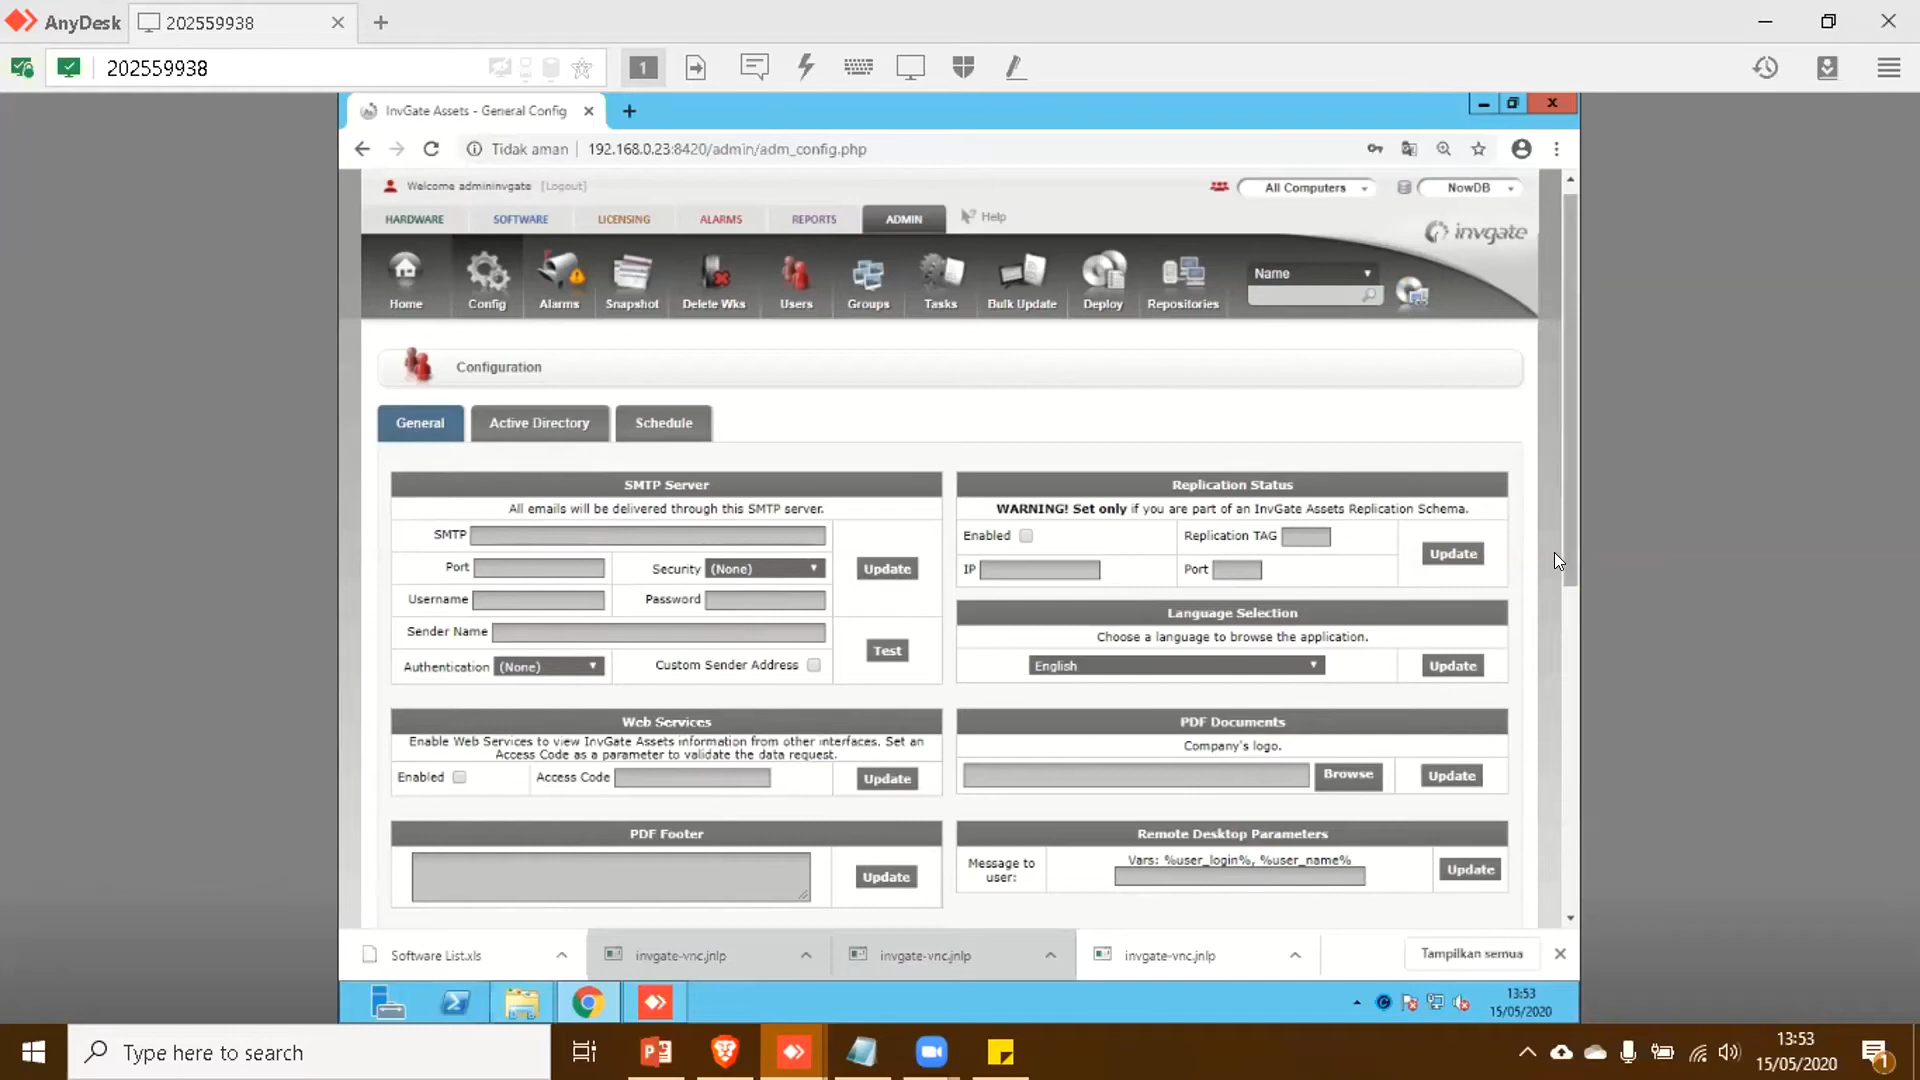 AnyDesk
202559938
202559938
1
InvGate Assets - General Config
Tidak aman
192.168.0.23:8420/admin/adm_config.php
Welcome admininvgate [Logout]
All Computers
NowDB
HARDWARE
SOFTWARE
LICENSING
ALARMS
REPORTS
ADMIN
Help
invgate
Home
Config
Alarms
Snapshot
Delete Wks
Users
Groups
Tasks
Bulk Update
Deploy
Repositories
Name
Configuration
General
Active Directory
Schedule
SMTP Server
All emails will be delivered through this SMTP server.
SMTP
Port
Security (None)
Update
Username
Password
Sender Name
Test
Authentication (None)
Custom Sender Address
Replication Status
WARNING! Set only if you are part of an InvGate Assets Replication Schema.
Enabled
Replication TAG
Update
IP
Port
Language Selection
Choose a language to browse the application.
English
Update
Web Services
Enable Web Services to view InvGate Assets information from other interfaces. Set an
Access Code as a parameter to validate the data request.
Enabled
Access Code
Update
PDF Documents
Company's logo.
Browse
Update
PDF Footer
Update
Remote Desktop Parameters
Message to
user:
Vars: %user_login%, %user_name%
Update
Software List.xls
invgate-vnc.jnlp
invgate-vnc.jnlp
invgate-vnc.jnlp
Tampilkan semua
13:53
15/05/2020
Type here to search
13:53
15/05/2020
1